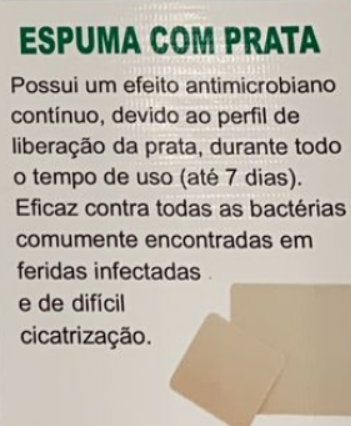 ESPUMA COM PRATA
Possui um efeito antimicrobiano
contínuo, devido ao perfil de
liberação da prata, durante todo
o tempo de uso (até 7 dias).
Eficaz contra todas as bactérias
comumente encontradas em
feridas infectadas
e de difícil
cicatrização.